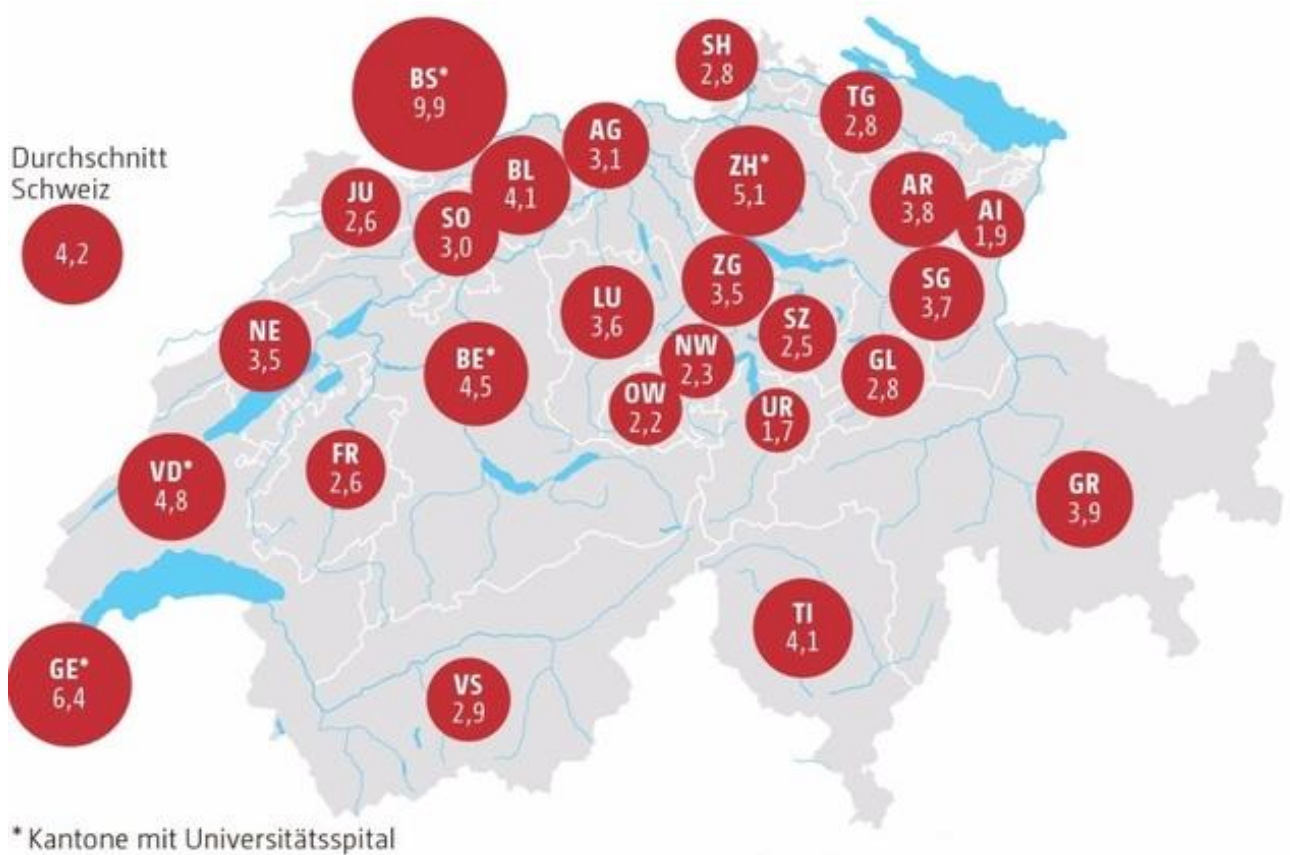 SH
2,8
BS*
9,9
TG
2,8
AG
3,1
Durchschnitt
Schweiz
4,2
BL
4,1
ZH*
5,1
JU
2,6
SO
3,0
AR
3,8
AI
1,9
ZG
3,5
SG
3,7
LU
3,6
SZ
2,5
NE
3,5
BE*
4,5
NW
2,3
GL
2,8
OW
2,2
UR
1,7
VD*
4,8
FR
2,6
GR
3,9
TI
4,1
GE*
6,4
VS
2,9
* Kantone mit Universitätsspital